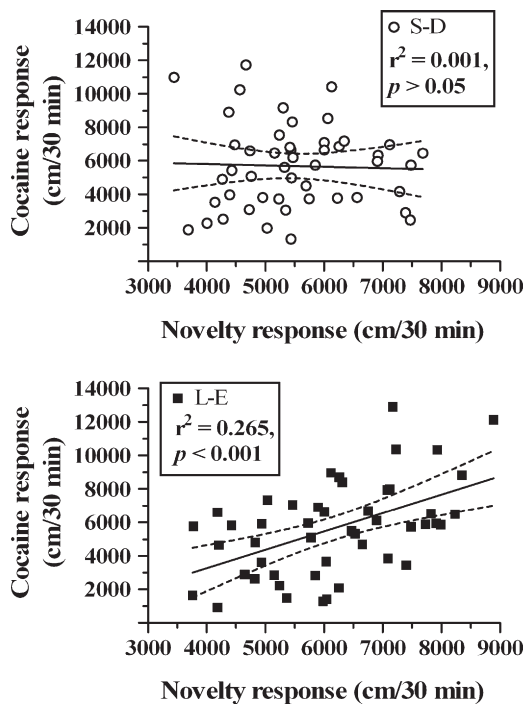 14000
12000
10000
8000
6000
4000
2000
Cocaine response
(cm/30 min)
S-D
r² = 0.001,
p > 0.05
3000 4000 5000 6000 7000 8000 9000
Novelty response (cm/30 min)
14000
12000
10000
8000
6000
4000
2000
Cocaine response
(cm/30 min)
L-E
r² = 0.265,
p < 0.001
3000 4000 5000 6000 7000 8000 9000
Novelty response (cm/30 min)